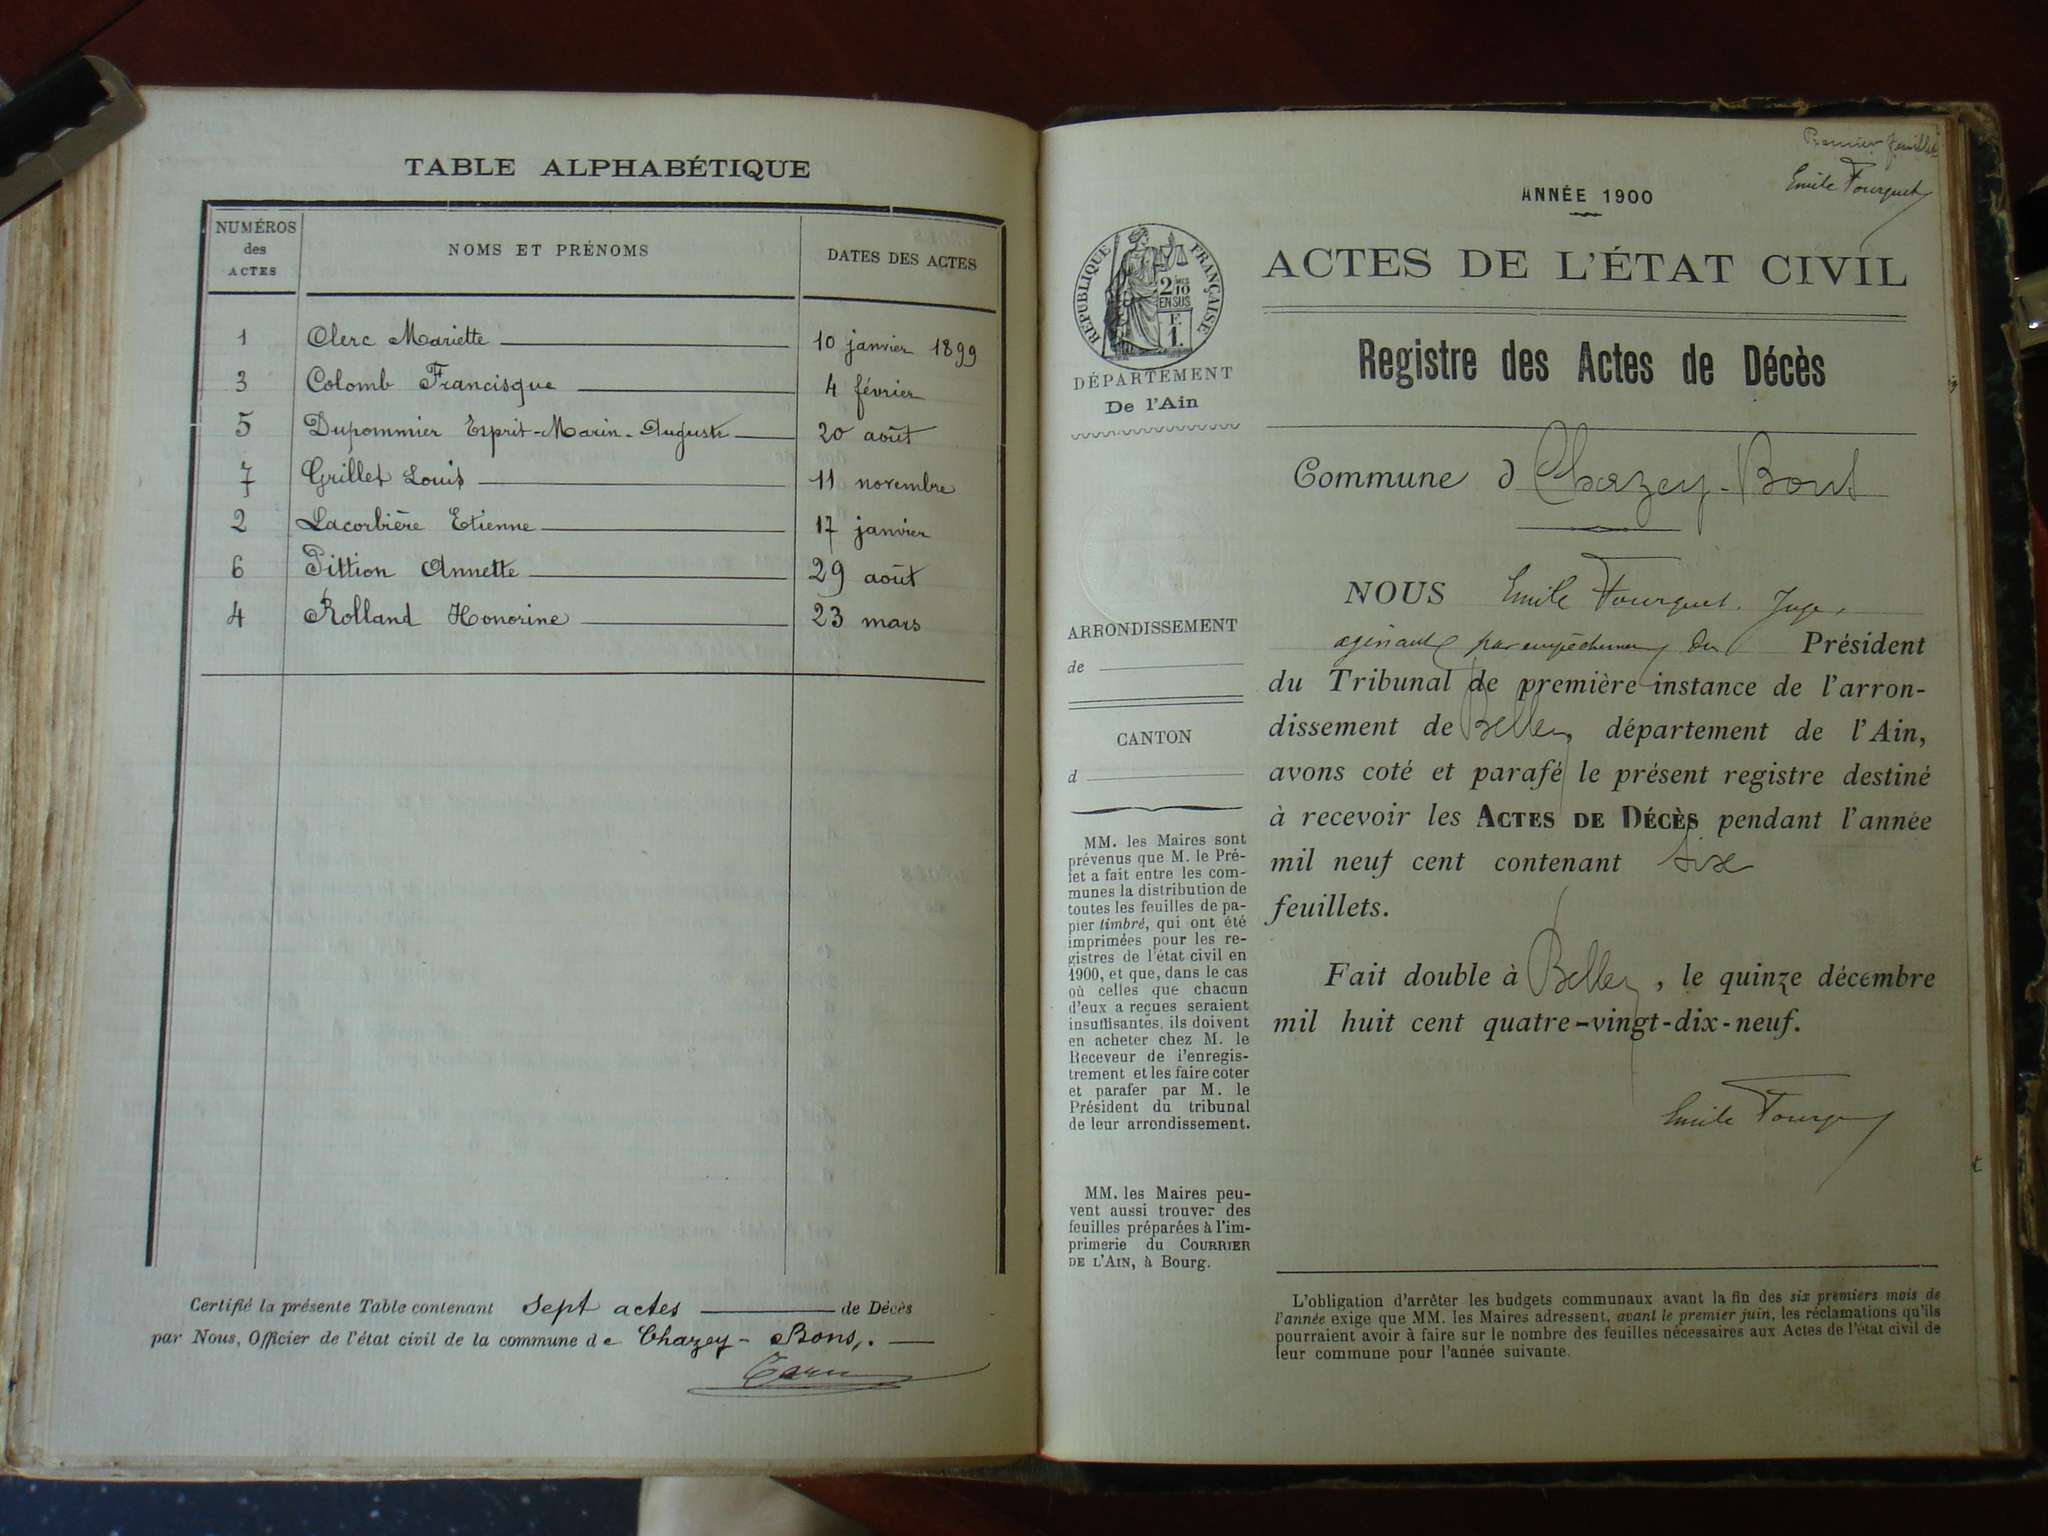 TABLE ALPHABÉTIQUE
NUMÉROS
des
ACTES
NOMS ET PRÉNOMS
DATES DES ACTES
1 Clerc Mariette 10 janvier 1899
3 Colomb Francisque 4 février
5 Dupommier Esprit-Marin-Auguste 20 août
7 Grillet Louis 11 novembre
2 Lacorbière Etienne 17 janvier
6 Pittion Annette 29 août
4 Rolland Honorine 23 mars
Certifié la présente Table contenant sept actes de Décès
par Nous, Officier de l'état civil de la commune de Chazey-Bons.
Premier feuillet
Emile Fourquet
ANNÉE 1900
RÉPUBLIQUE FRANÇAISE
2/10
EN SUS
F.
1.
DÉPARTEMENT
De l'Ain
ACTES DE L'ÉTAT CIVIL
Registre des Actes de Décès
Commune d Chazey-Bons
ARRONDISSEMENT
de
CANTON
d
MM. les Maires sont
prévenus que M. le Pré-
fet a fait entre les com-
munes la distribution de
toutes les feuilles de pa-
pier timbré, qui ont été
imprimées pour les re-
gistres de l'état civil en
1900, et que, dans le cas
où celles que chacun
d'eux a reçues seraient
insuffisantes, ils doivent
en acheter chez M. le
Receveur de l'enregis-
trement et les faire coter
et parafer par M. le
Président du tribunal
de leur arrondissement.
MM. les Maires peu-
vent aussi trouver des
feuilles préparées à l'im-
primerie du COURRIER
DE L'AIN, à Bourg.
NOUS Emile Fourquet, Juge,
agissant par empêchement du Président
du Tribunal de première instance de l'arron-
dissement de Belley, département de l'Ain,
avons coté et parafé le présent registre destiné
à recevoir les ACTES DE DÉCÈS pendant l'année
mil neuf cent contenant six
feuillets.
Fait double à Belley, le quinze décembre
mil huit cent quatre-vingt-dix-neuf.
Emile Fourquet
L'obligation d'arrêter les budgets communaux avant la fin des six premiers mois de
l'année exige que MM. les Maires adressent, avant le premier juin, les réclamations qu'ils
pourraient avoir à faire sur le nombre des feuilles nécessaires aux Actes de l'état civil de
leur commune pour l'année suivante.